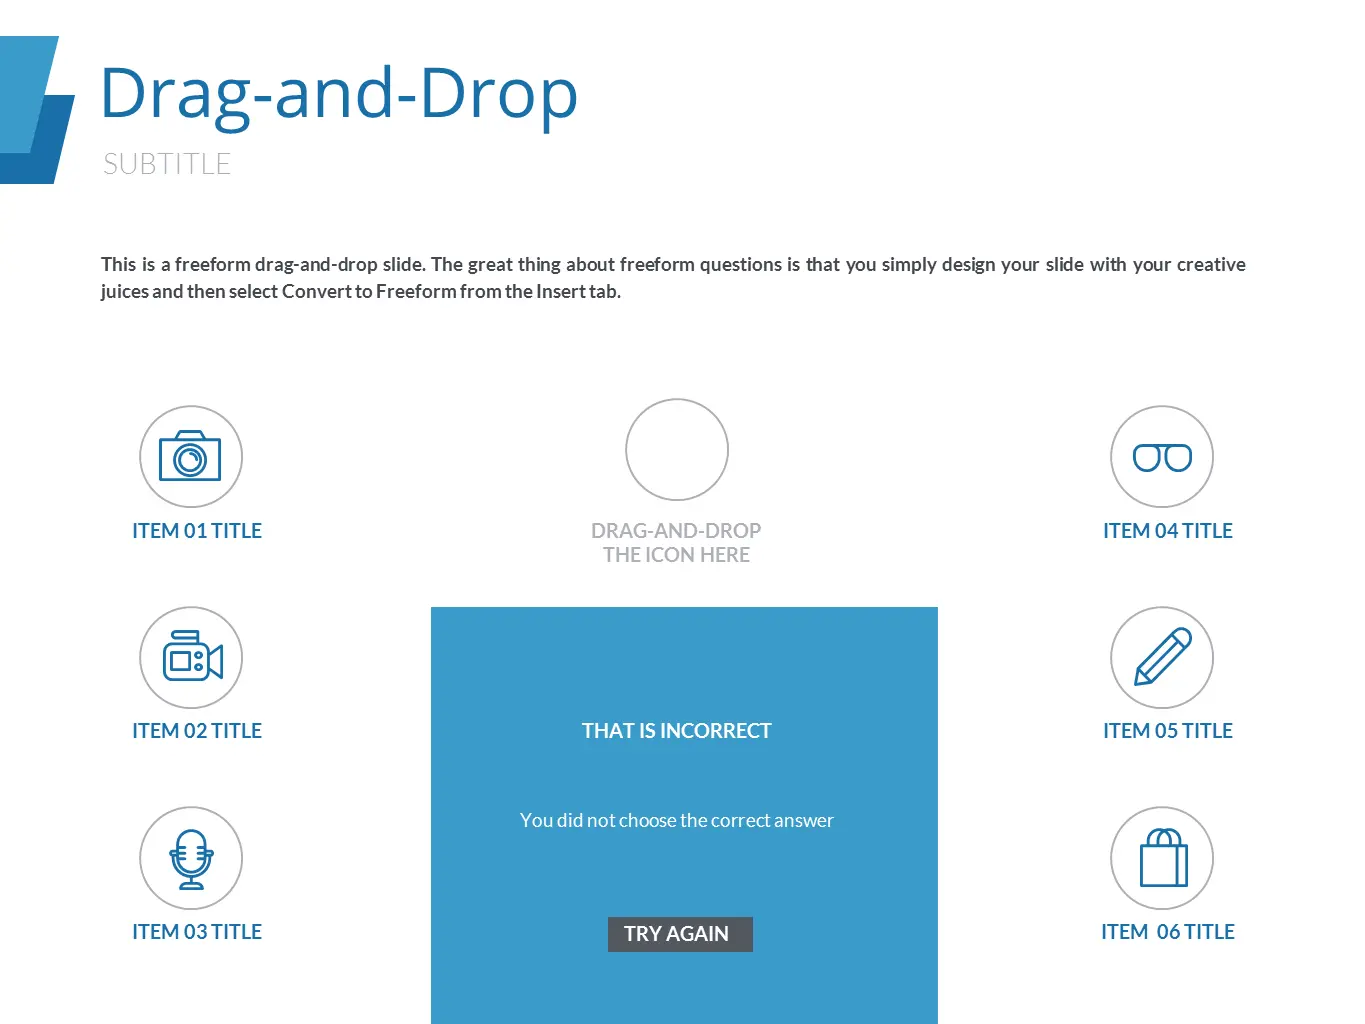 Drag-and-Drop
SUBTITLE
This is a freeform drag-and-drop slide. The great thing about freeform questions is that you simply design your slide with your creative
juices and then select Convert to Freeform from the Insert tab.
ITEM 01 TITLE
DRAG-AND-DROP
THE ICON HERE
ITEM 04 TITLE
ITEM 02 TITLE
THAT IS INCORRECT
ITEM 05 TITLE
You did not choose the correct answer
ITEM 03 TITLE
TRY AGAIN
ITEM 06 TITLE